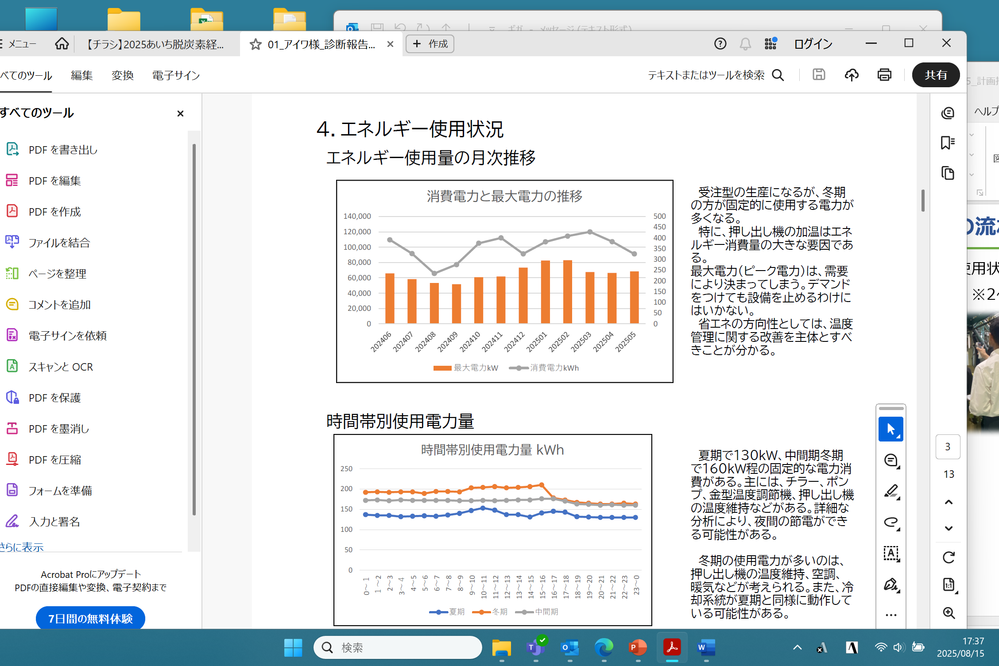 ギガ - メッセージ (テキスト形式)
メニュー
【チラシ】2025あいち脱炭素経...
01_アイワ様_診断報告...
作成
ログイン
べてのツール
編集
変換
電子サイン
テキストまたはツールを検索
共有
すべてのツール
PDF を書き出し
PDF を編集
PDF を作成
ファイルを結合
ページを整理
コメントを追加
電子サインを依頼
スキャンと OCR
PDF を保護
PDF を墨消し
PDF を圧縮
フォームを準備
入力と署名
さらに表示
Acrobat Proにアップデート
PDFの直接編集や変換、電子契約まで
7日間の無料体験
4. エネルギー使用状況
エネルギー使用量の月次推移
消費電力と最大電力の推移
140,000
120,000
100,000
80,000
60,000
40,000
20,000
0
500
450
400
350
300
250
200
150
100
50
0
202406
202407
202408
202409
202410
202411
202412
202501
202502
202503
202504
202505
最大電力kW
消費電力kWh
受注型の生産になるが、冬期
の方が固定的に使用する電力が
多くなる。
特に、押し出し機の加温はエネ
ルギー消費量の大きな要因であ
る。
最大電力(ピーク電力)は、需要
により決まってしまう。デマンド
をつけても設備を止めるわけに
はいかない。
省エネの方向性としては、温度
管理に関する改善を主体とすべ
きことが分かる。
時間帯別使用電力量
時間帯別使用電力量 kWh
250
200
150
100
50
0
0～1
1～2
2～3
3～4
4～5
5～6
6～7
7～8
8～9
9～10
10～11
11～12
12～13
13～14
14～15
15～16
16～17
17～18
18～19
19～20
20～21
21～22
22～23
23～0
夏期
冬期
中間期
夏期で130kW、中間期冬期
で160kW程の固定的な電力消
費がある。主には、チラー、ポン
プ、金型温度調節機、押し出し機
の温度維持などがある。詳細な
分析により、夜間の節電ができ
る可能性がある。
冬期の使用電力が多いのは、
押し出し機の温度維持、空調、
暖気などが考えられる。また、冷
却系統が夏期と同様に動作して
いる可能性がある。
3
13
5_計画
ヘルプ
の流
使用状
※2
検索
17:37
2025/08/15